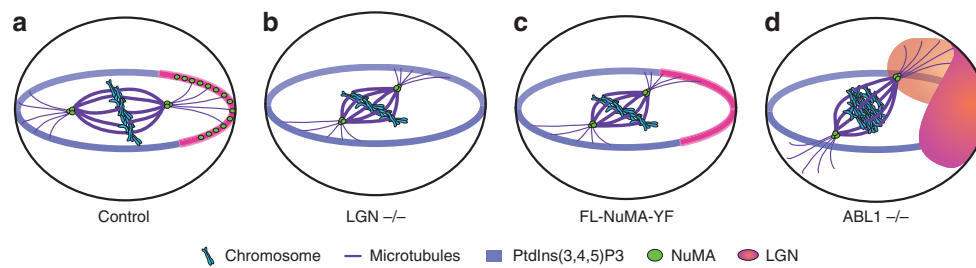 a b c d
Control LGN –/– FL-NuMA-YF ABL1 –/–
Chromosome Microtubules PtdIns(3,4,5)P3 NuMA LGN